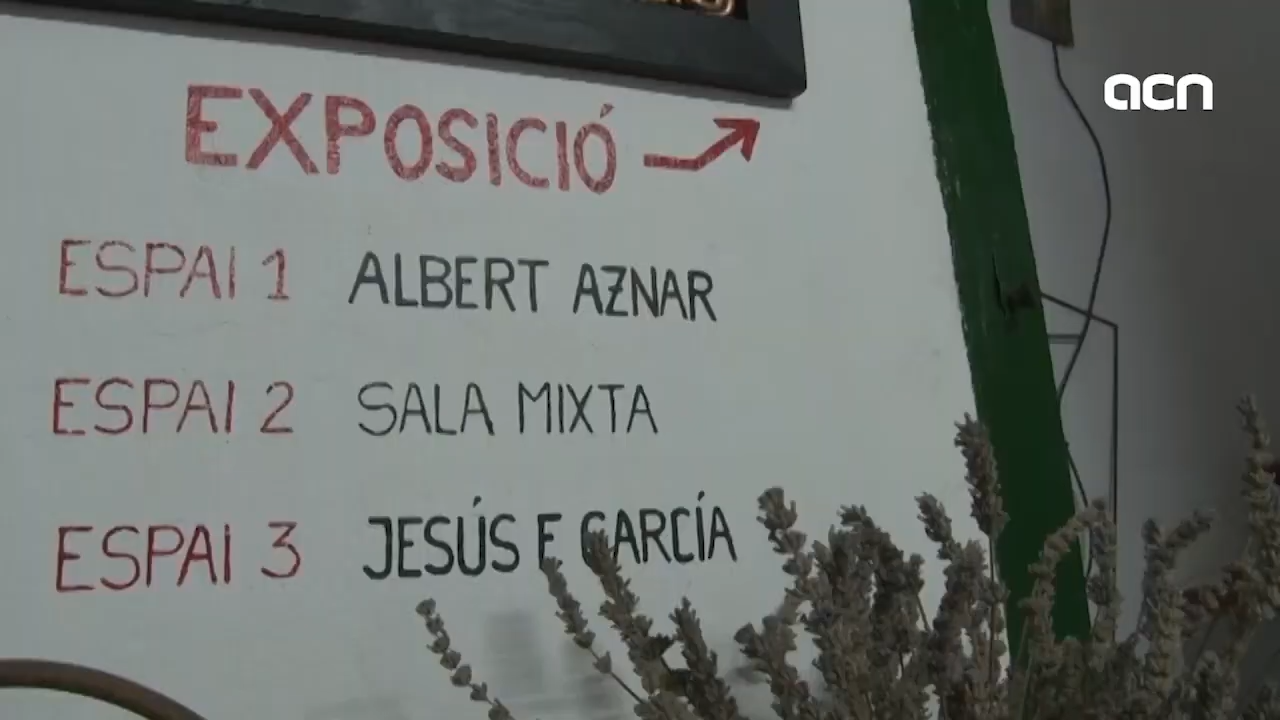 acn
EXPOSICIÓ
ESPAI 1 ALBERT AZNAR
ESPAI 2 SALA MIXTA
ESPAI 3 JESÚS F GARCÍA